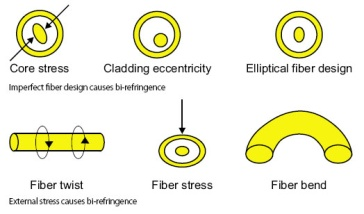 Core stress Cladding eccentricity Elliptical fiber design
Imperfect fiber design causes bi-refringence
Fiber twist Fiber stress Fiber bend
External stress causes bi-refringence